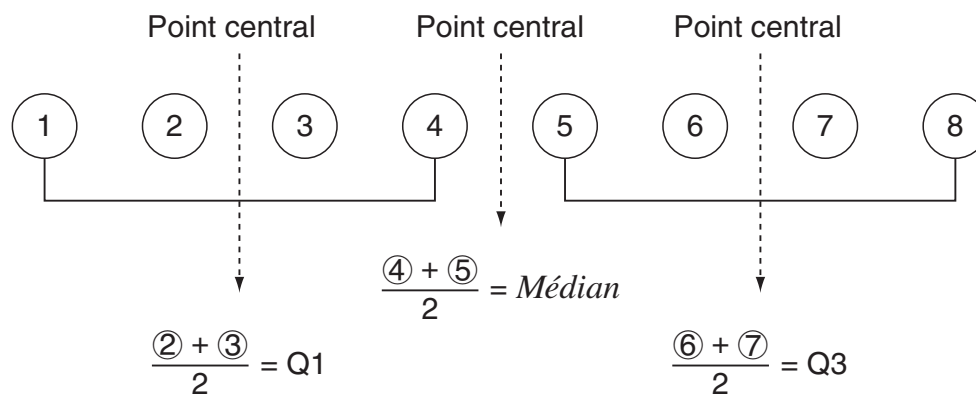 Point central Point central Point central
1 2 3 4 5 6 7 8
④ + ⑤
2
= Médian
② + ③
2
= Q1
⑥ + ⑦
2
= Q3